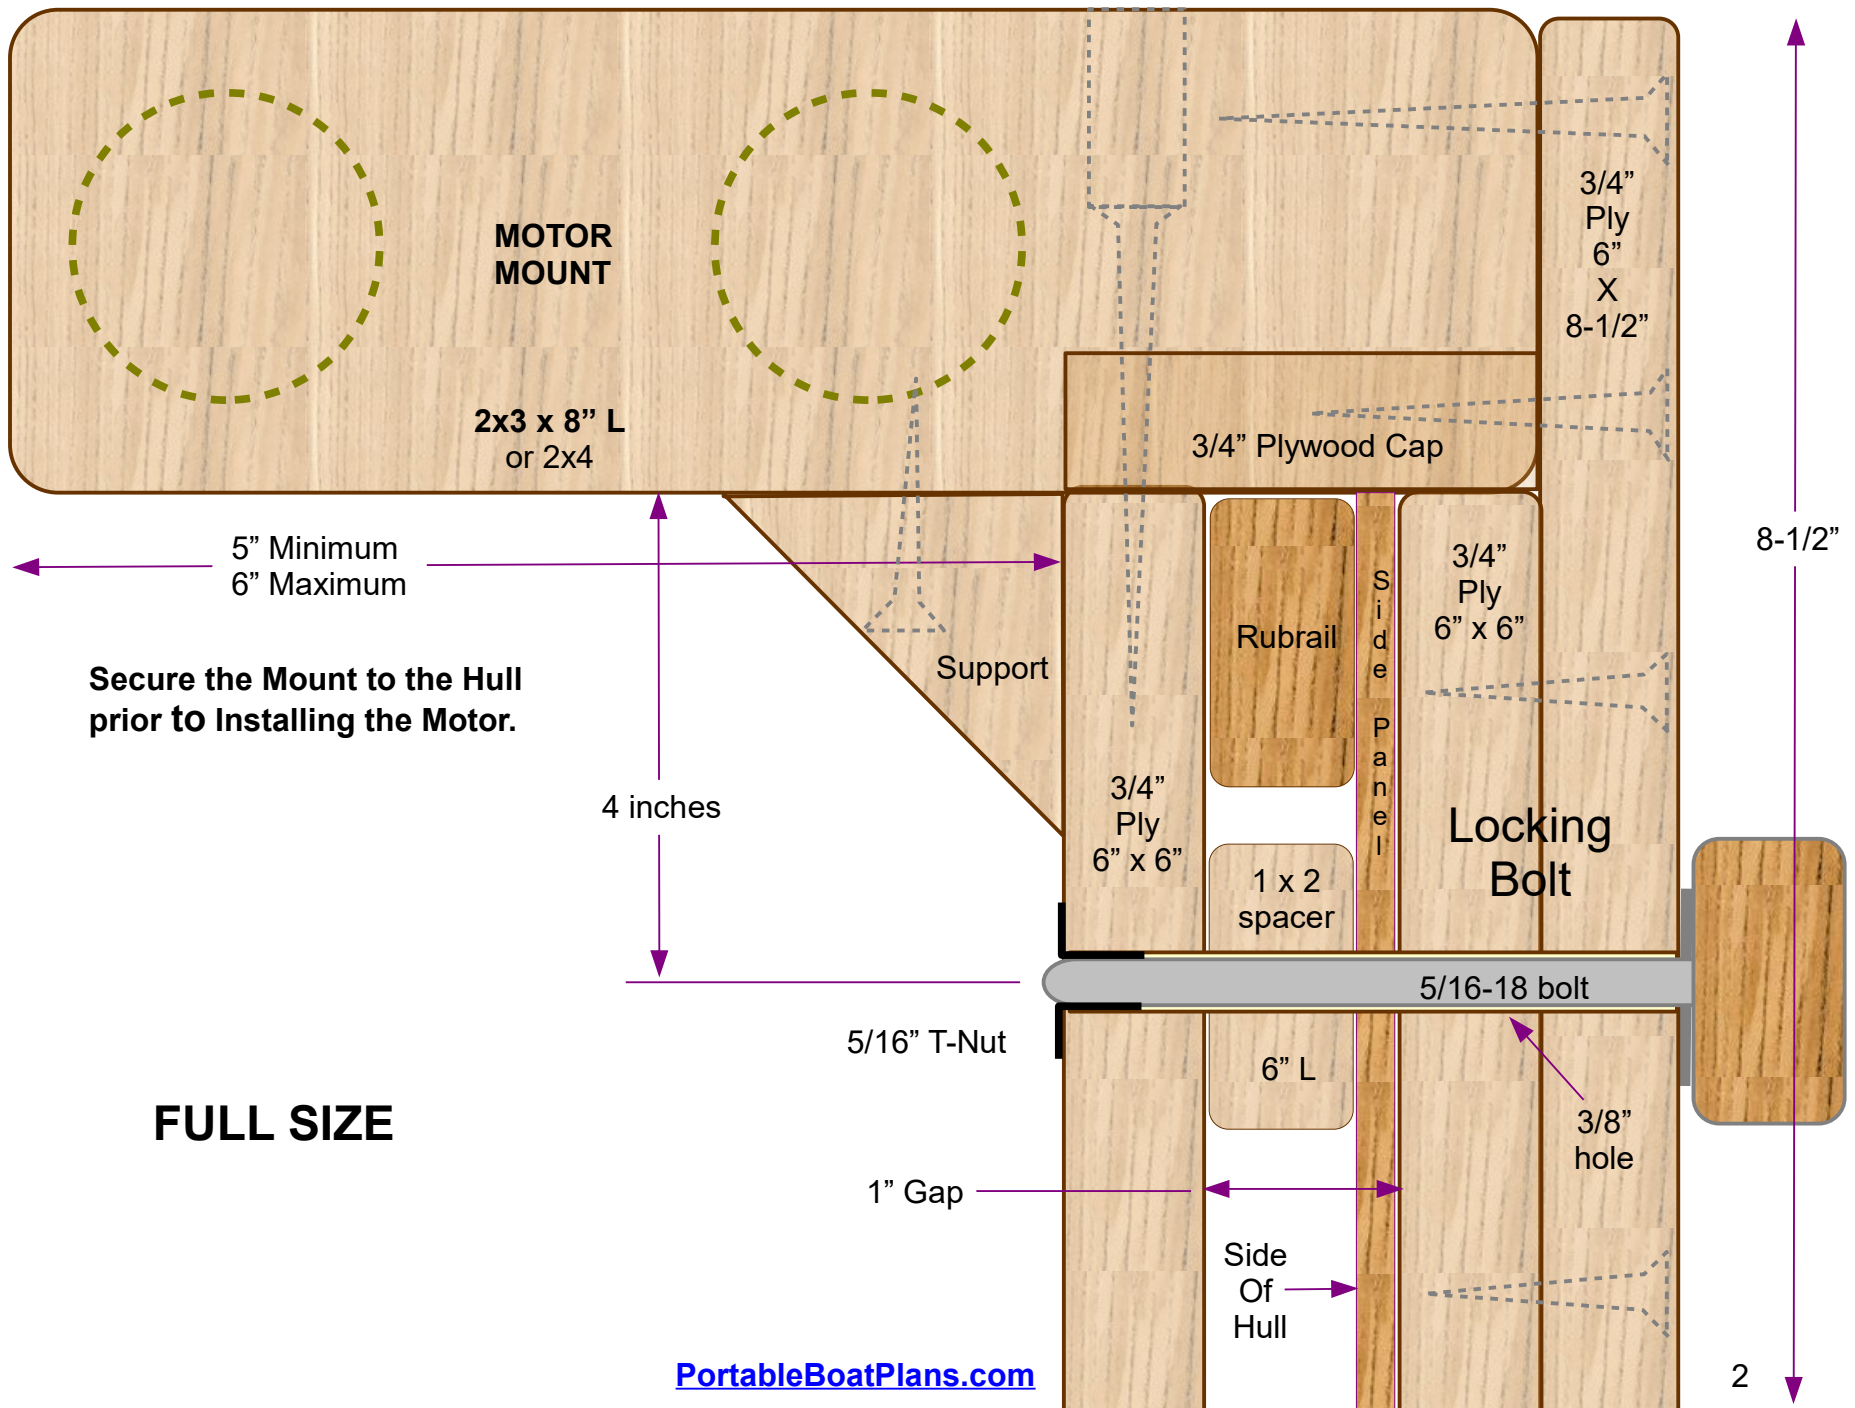 MOTOR
MOUNT
2x3 x 8” L
or 2x4
3/4”
Ply
6”
X
8-1/2”
3/4” Plywood Cap
8-1/2”
5” Minimum
6” Maximum
Secure the Mount to the Hull
prior to Installing the Motor.
4 inches
Support
3/4”
Ply
6” x 6”
Rubrail
Side Panel
3/4”
Ply
6” x 6”
Locking
Bolt
1 x 2
spacer
5/16-18 bolt
5/16” T-Nut
6” L
3/8”
hole
FULL SIZE
1” Gap
Side
Of
Hull
PortableBoatPlans.com
2